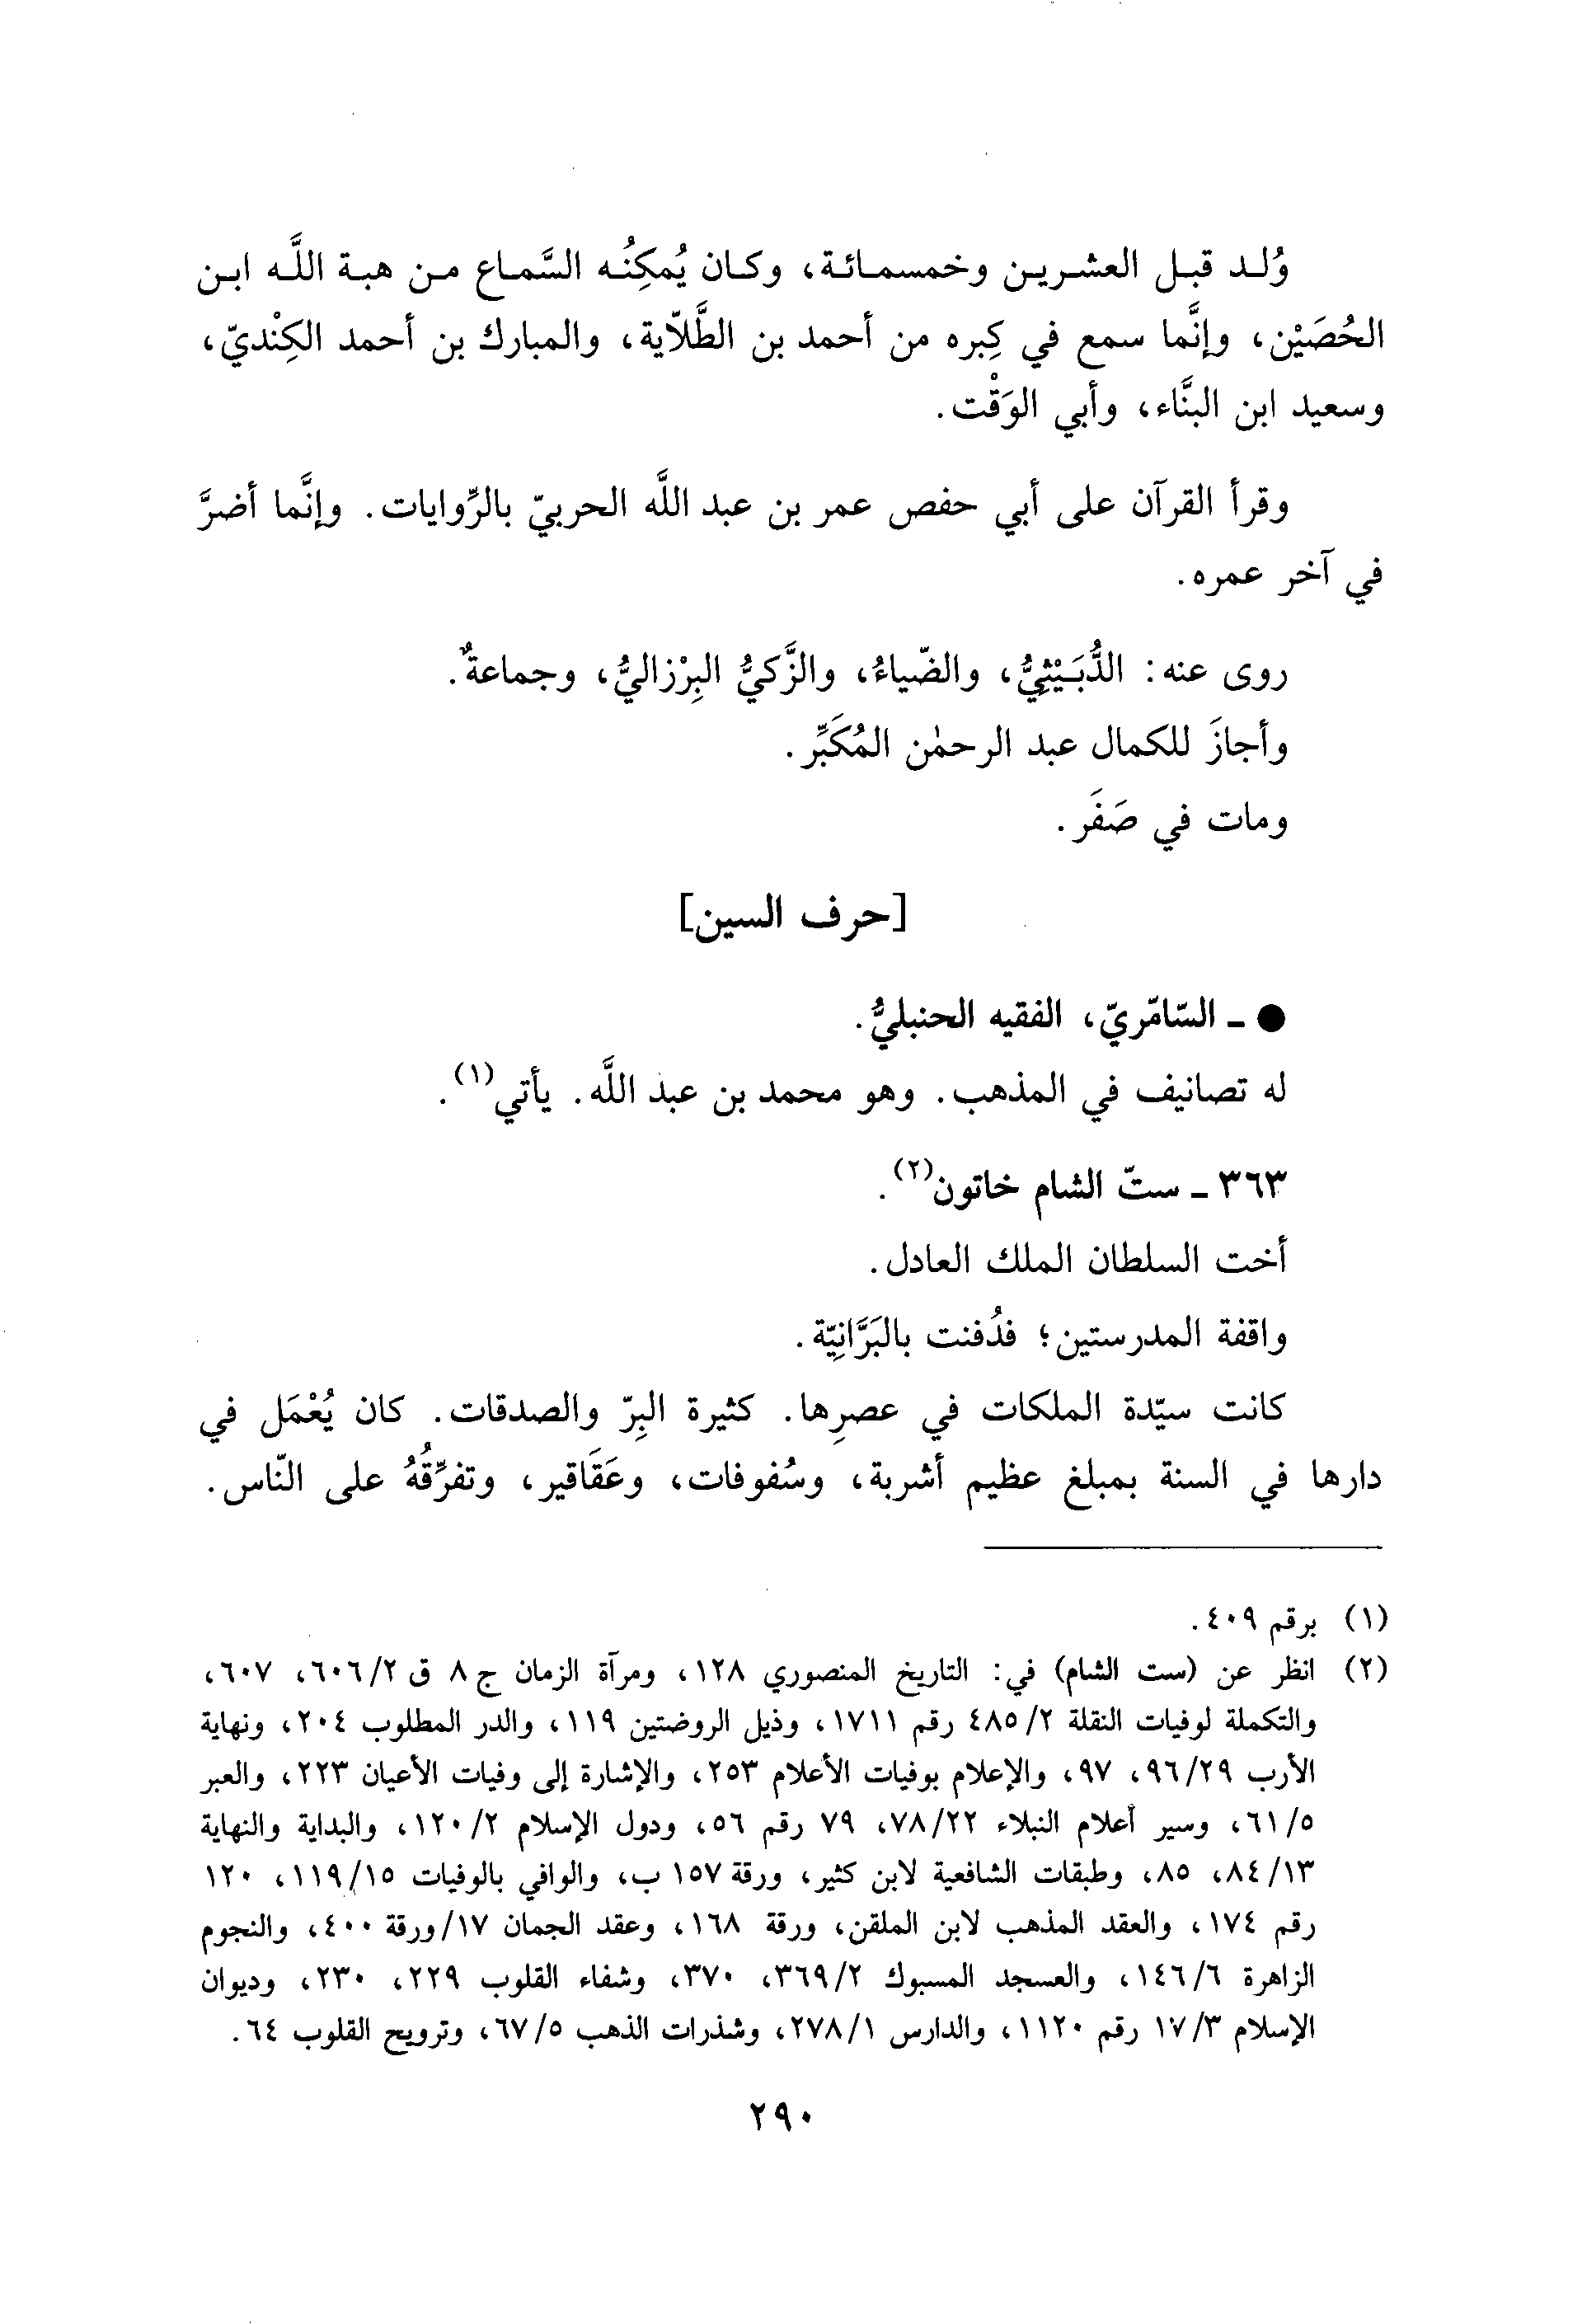 وُلـد قبـل العشـريـن وخمسمـائـة، وكـان يُمكِنُـه السَّمـاع مـن هبـة اللَّـه ابـن
الحُصَيْن، وإنَّما سمع في كِبره من أحمد بن الطَّلّاية، والمبارك بن أحمد الكِنْديّ،
وسعيد ابن البنَّاء، وأبي الوَقْت.
وقرأ القرآن على أبي حفص عمر بن عبد اللَّه الحربيّ بالرِّوايات. وإنَّما أضرَّ
في آخر عمره.
روى عنه: الدُّبَـيْثِيُّ، والضّياءُ، والزَّكيُّ البِرْزاليُّ، وجماعةٌ.
وأجازَ للكمال عبد الرحمٰن المُكَبِّر.
ومات في صَفَر.
[حرف السين]
● ـ السّامّريّ، الفقيه الحنبليُّ.
له تصانيف في المذهب. وهو محمد بن عبد اللَّه. يأتي(١).
٣٦٣ ـ ستّ الشام خاتون(٢).
أخت السلطان الملك العادل.
واقفة المدرستين؛ فدُفنت بالبَرَّانِيّة.
كانت سيّدة الملكات في عصرِها. كثيرة البِرّ والصدقات. كان يُعْمَل في
دارها في السنة بمبلغ عظيم أشربة، وسُفوفات، وعَقَاقير، وتفرِّقُهُ على النّاس.
(١) برقم ٤٠٩.
(٢) انظر عن (ست الشام) في: التاريخ المنصوري ١٢٨، ومرآة الزمان ج ٨ ق ٦٠٦/٢، ٦٠٧،
والتكملة لوفيات النقلة ٤٨٥/٢ رقم ١٧١١، وذيل الروضتين ١١٩، والدر المطلوب ٢٠٤، ونهاية
الأرب ٩٦/٢٩، ٩٧، والإعلام بوفيات الأعلام ٢٥٣، والإشارة إلى وفيات الأعيان ٢٢٣، والعبر
٦١/٥، وسير أعلام النبلاء ٧٨/٢٢، ٧٩ رقم ٥٦، ودول الإسلام ١٢٠/٢، والبداية والنهاية
٨٤/١٣، ٨٥، وطبقات الشافعية لابن كثير، ورقة ١٥٧ ب، والوافي بالوفيات ١١٩/١٥، ١٢٠
رقم ١٧٤، والعقد المذهب لابن الملقن، ورقة ١٦٨، وعقد الجمان ١٧/ورقة ٤٠٠، والنجوم
الزاهرة ١٤٦/٦، والعسجد المسبوك ٣٦٩/٢، ٣٧٠، وشفاء القلوب ٢٢٩، ٢٣٠، وديوان
الإسلام ١٧/٣ رقم ١١٢٠، والدارس ٢٧٨/١، وشذرات الذهب ٦٧/٥، وترويح القلوب ٦٤.
٢٩٠